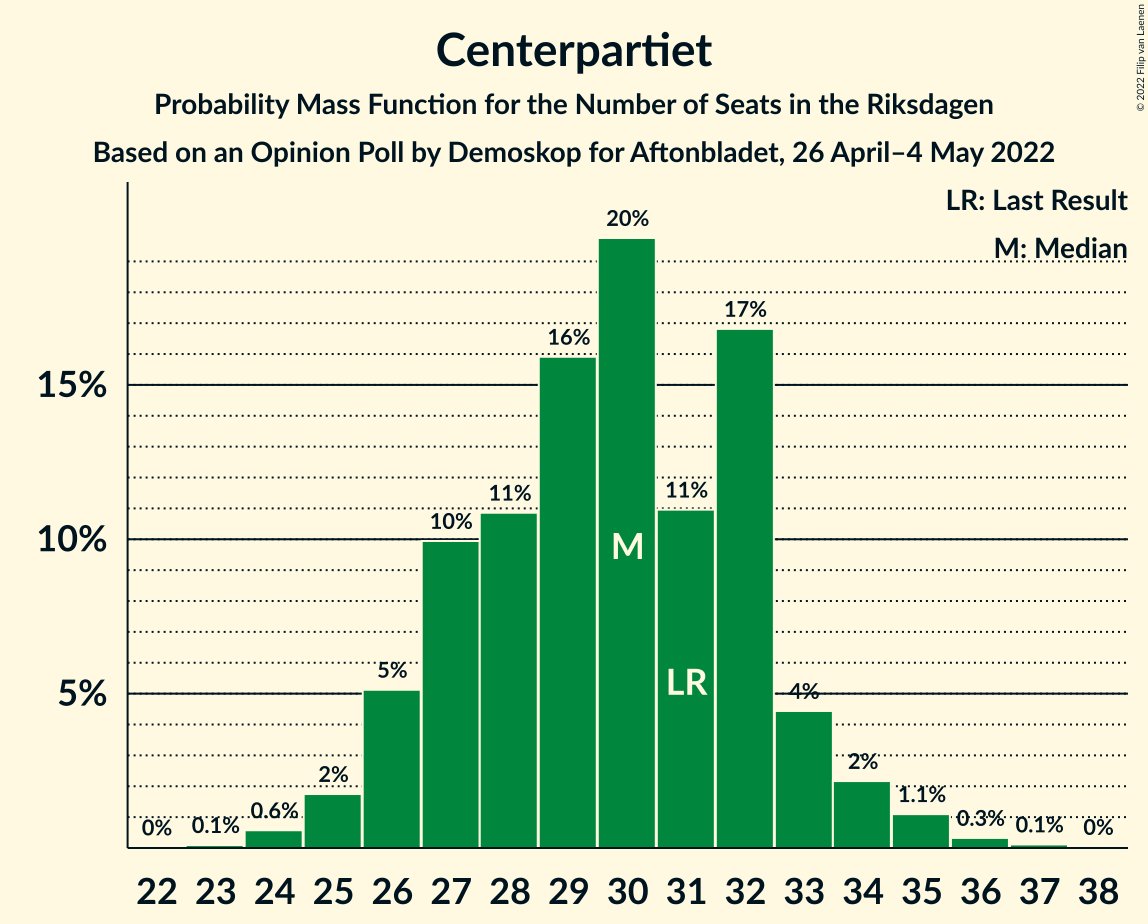 Centerpartiet
Probability Mass Function for the Number of Seats in the Riksdagen
Based on an Opinion Poll by Demoskop for Aftonbladet, 26 April–4 May 2022
© 2022 Filip van Laenen
LR: Last Result
M: Median
15%
10%
5%
0%
0.1%
0.6%
2%
5%
10%
11%
16%
20%
11%
17%
4%
2%
1.1%
0.3%
0.1%
0%
M
LR
22 23 24 25 26 27 28 29 30 31 32 33 34 35 36 37 38